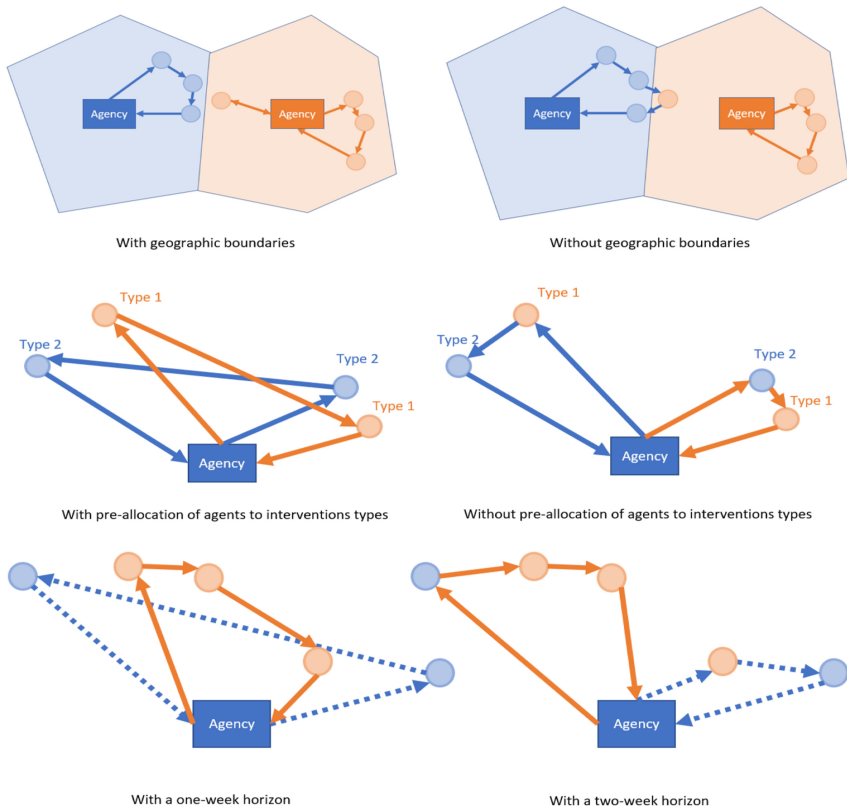 Agency
Agency
Agency
Agency
With geographic boundaries
Without geographic boundaries
Type 1
Type 2
Type 2
Type 1
Agency
Type 1
Type 2
Type 2
Type 1
Agency
With pre-allocation of agents to interventions types
Without pre-allocation of agents to interventions types
Agency
Agency
With a one-week horizon
With a two-week horizon